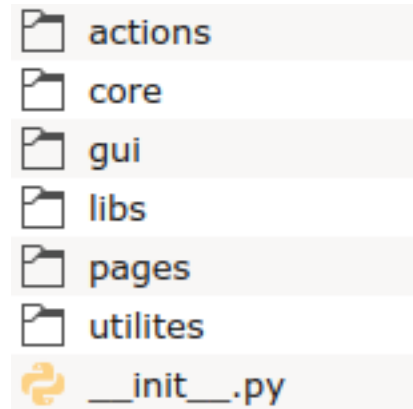 actions
core
gui
libs
pages
utilites
__init__.py